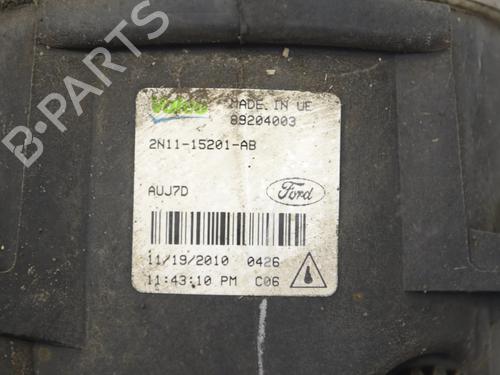 Valeo
MADE IN UE
89204003
2N11-15201-AB
AUJ7D
Ford
11/19/2010 0426
11:43:10 PM C06
B-PARTS